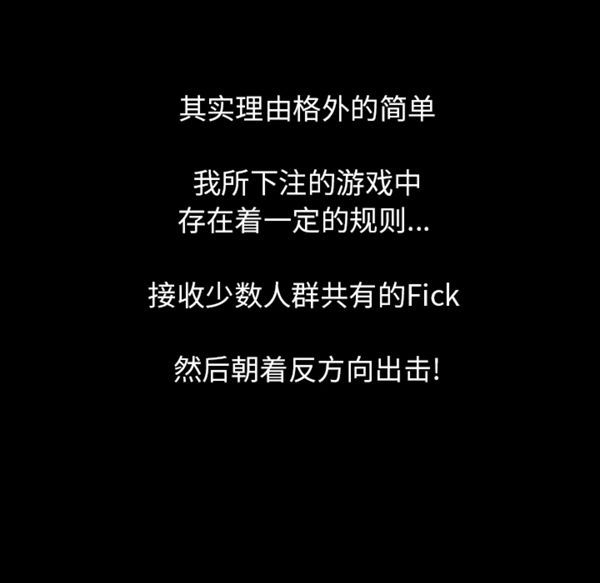 其实理由格外的简单
我所下注的游戏中
存在着一定的规则...
接收少数人群共有的Fick
然后朝着反方向出击!